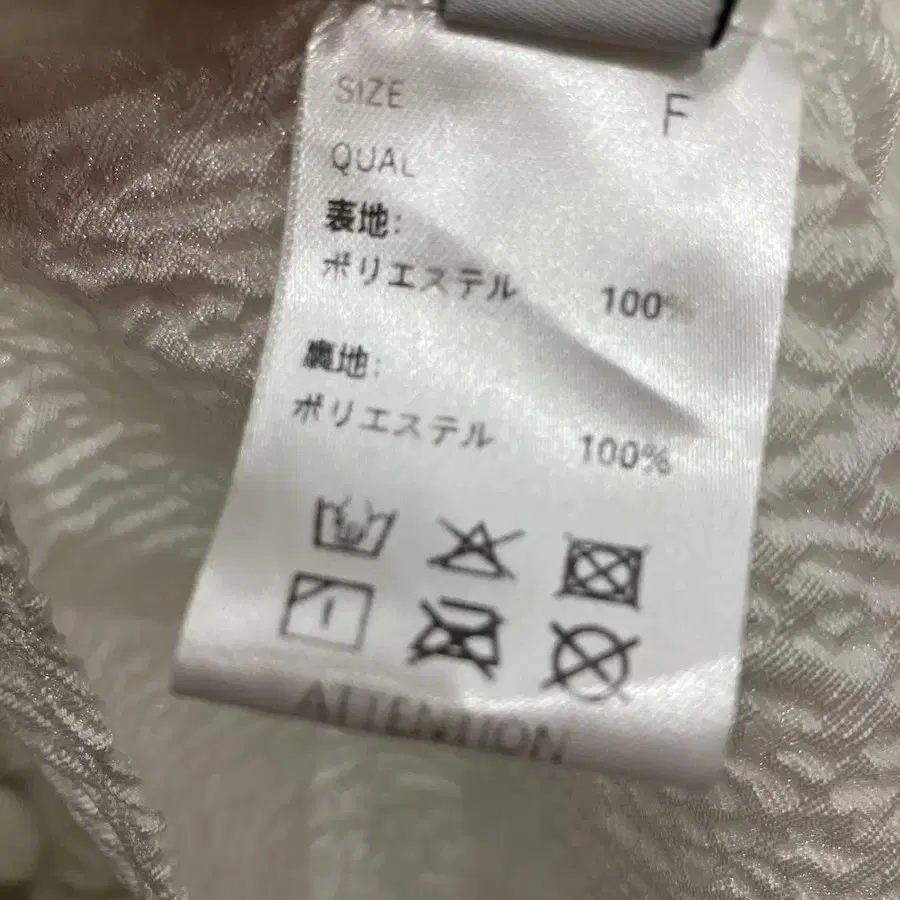 SIZE F
QUAL
表地:
ポリエステル 100%
裏地:
ポリエステル 100%
ATTENTION